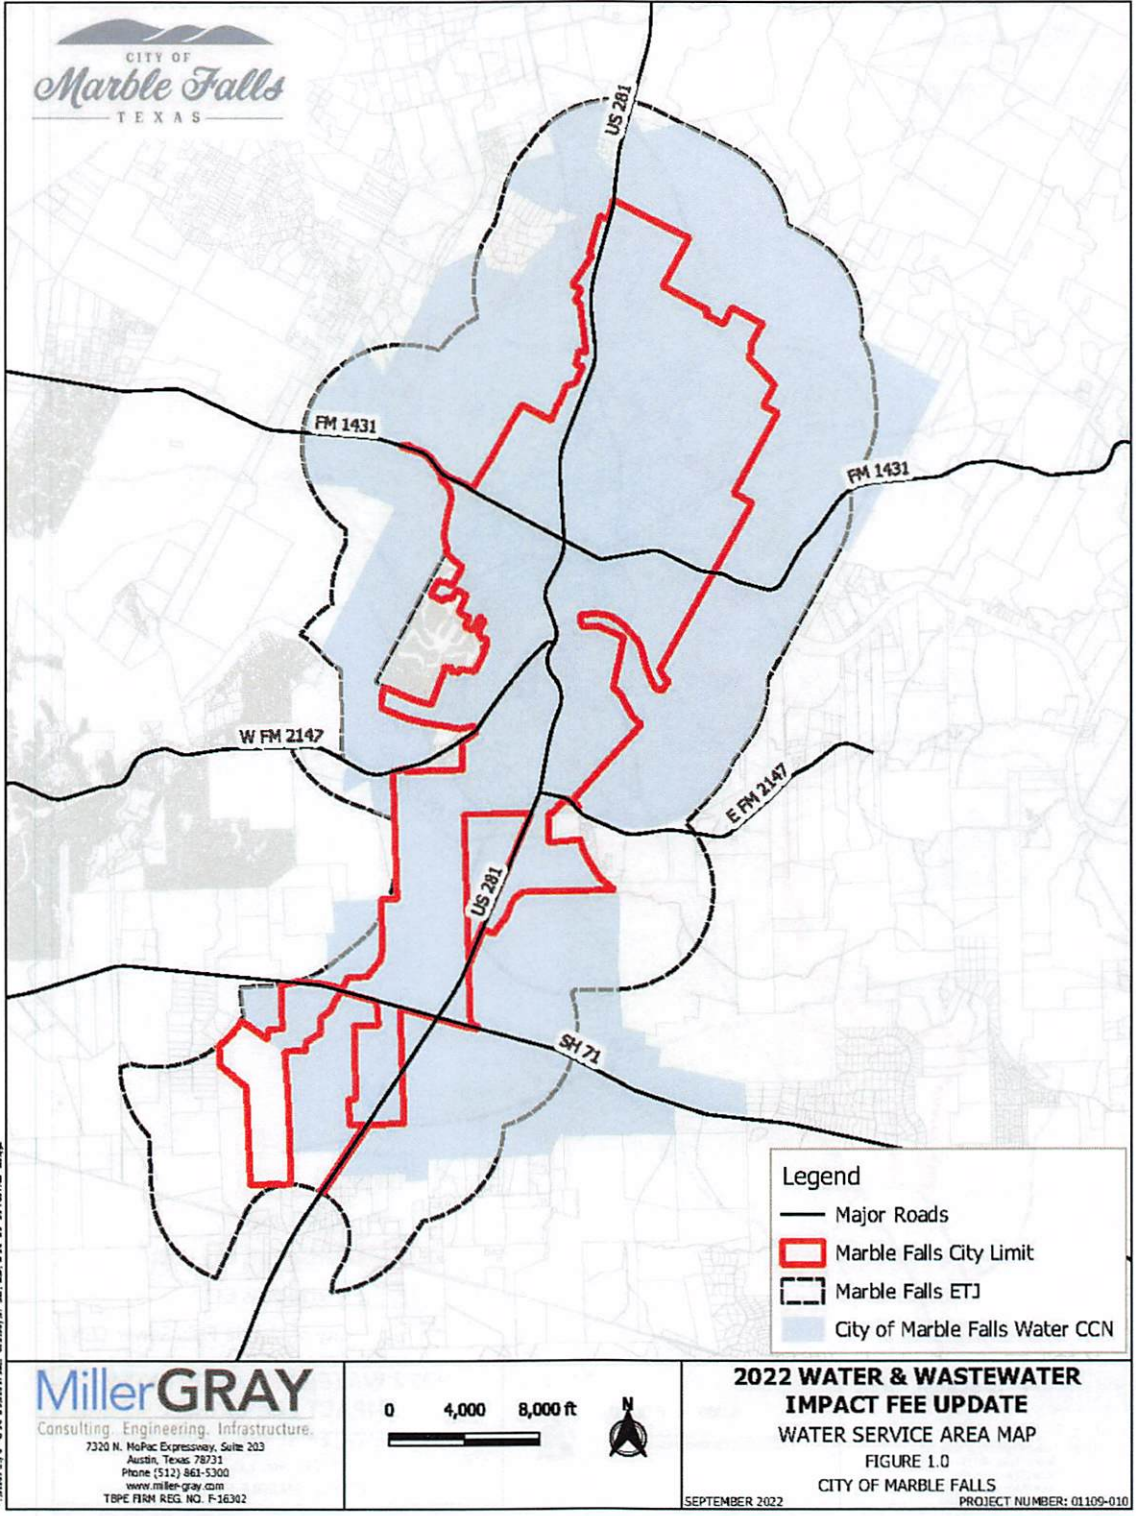 CITY OF
Marble Falls
TEXAS
US 281
FM 1431
FM 1431
W FM 2147
E FM 2147
US 281
SH 71
Legend
Major Roads
Marble Falls City Limit
Marble Falls ETJ
City of Marble Falls Water CCN
MillerGRAY
Consulting. Engineering. Infrastructure.
7320 N. MoPac Expressway, Suite 203
Austin, Texas 78731
Phone (512) 861-5300
www.miller-gray.com
TBPE FIRM REG. NO. F-16302
0 4,000 8,000 ft
N
2022 WATER & WASTEWATER
IMPACT FEE UPDATE
WATER SERVICE AREA MAP
FIGURE 1.0
CITY OF MARBLE FALLS
SEPTEMBER 2022
PROJECT NUMBER: 01109-010